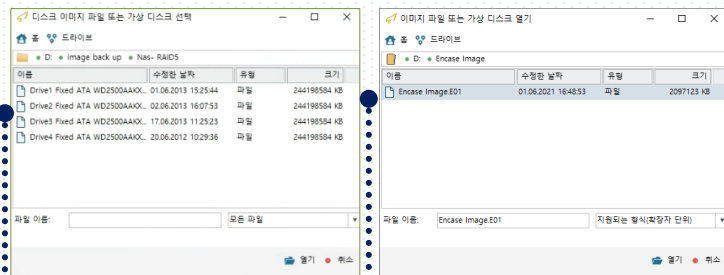 디스크 이미지 파일 또는 가상 디스크 선택
홈 드라이브
D: image back up Nas- RAID5
이름 수정한 날짜 유형 크기
Drive1 Fixed ATA WD2500AAKX... 01.06.2013 15:25:44 파일 244198584 KB
Drive2 Fixed ATA WD2500AAKX... 02.06.2013 16:07:53 파일 244198584 KB
Drive3 Fixed ATA WD2500AAKX... 17.06.2013 11:25:23 파일 244198584 KB
Drive4 Fixed ATA WD2500AAKX... 20.06.2012 10:29:36 파일 244198584 KB
파일 이름: 모든 파일
열기 취소
이미지 파일 또는 가상 디스크 열기
홈 드라이브
D: Encase Image
이름 수정한 날짜 유형 크기
Encase Image.E01 01.06.2021 16:48:53 파일 2097123 KB
파일 이름: Encase Image.E01 지원되는 형식(확장자 단위)
열기 취소